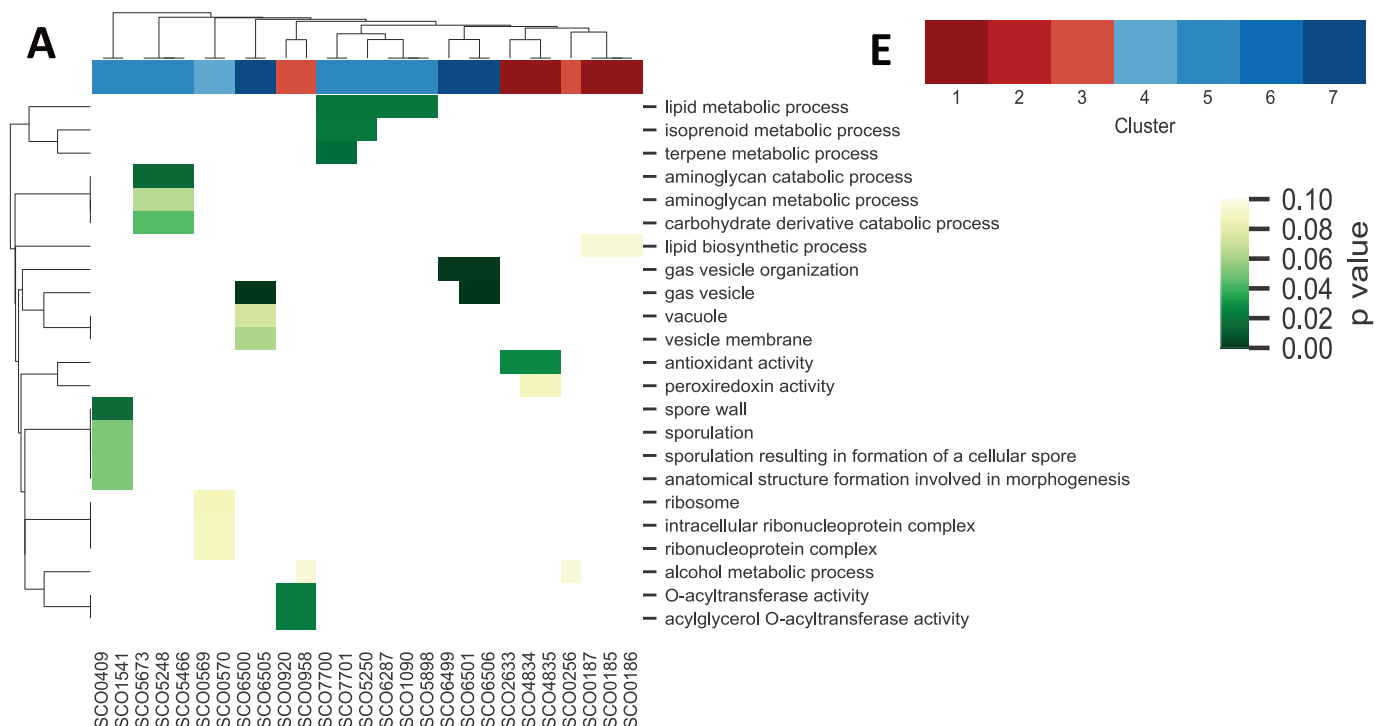 A
E
1 2 3 4 5 6 7
Cluster
lipid metabolic process
isoprenoid metabolic process
terpene metabolic process
aminoglycan catabolic process
aminoglycan metabolic process
carbohydrate derivative catabolic process
lipid biosynthetic process
gas vesicle organization
gas vesicle
vacuole
vesicle membrane
antioxidant activity
peroxiredoxin activity
spore wall
sporulation
sporulation resulting in formation of a cellular spore
anatomical structure formation involved in morphogenesis
ribosome
intracellular ribonucleoprotein complex
ribonucleoprotein complex
alcohol metabolic process
O-acyltransferase activity
acylglycerol O-acyltransferase activity
0.10
0.08
0.06
0.04
0.02
0.00
p value
SCO0409
SCO1541
SCO5673
SCO5248
SCO5466
SCO0569
SCO0570
SCO6500
SCO6505
SCO0920
SCO0958
SCO7700
SCO7701
SCO5250
SCO6287
SCO1090
SCO5898
SCO6499
SCO6501
SCO6506
SCO2633
SCO4834
SCO4835
SCO0256
SCO0187
SCO0185
SCO0186